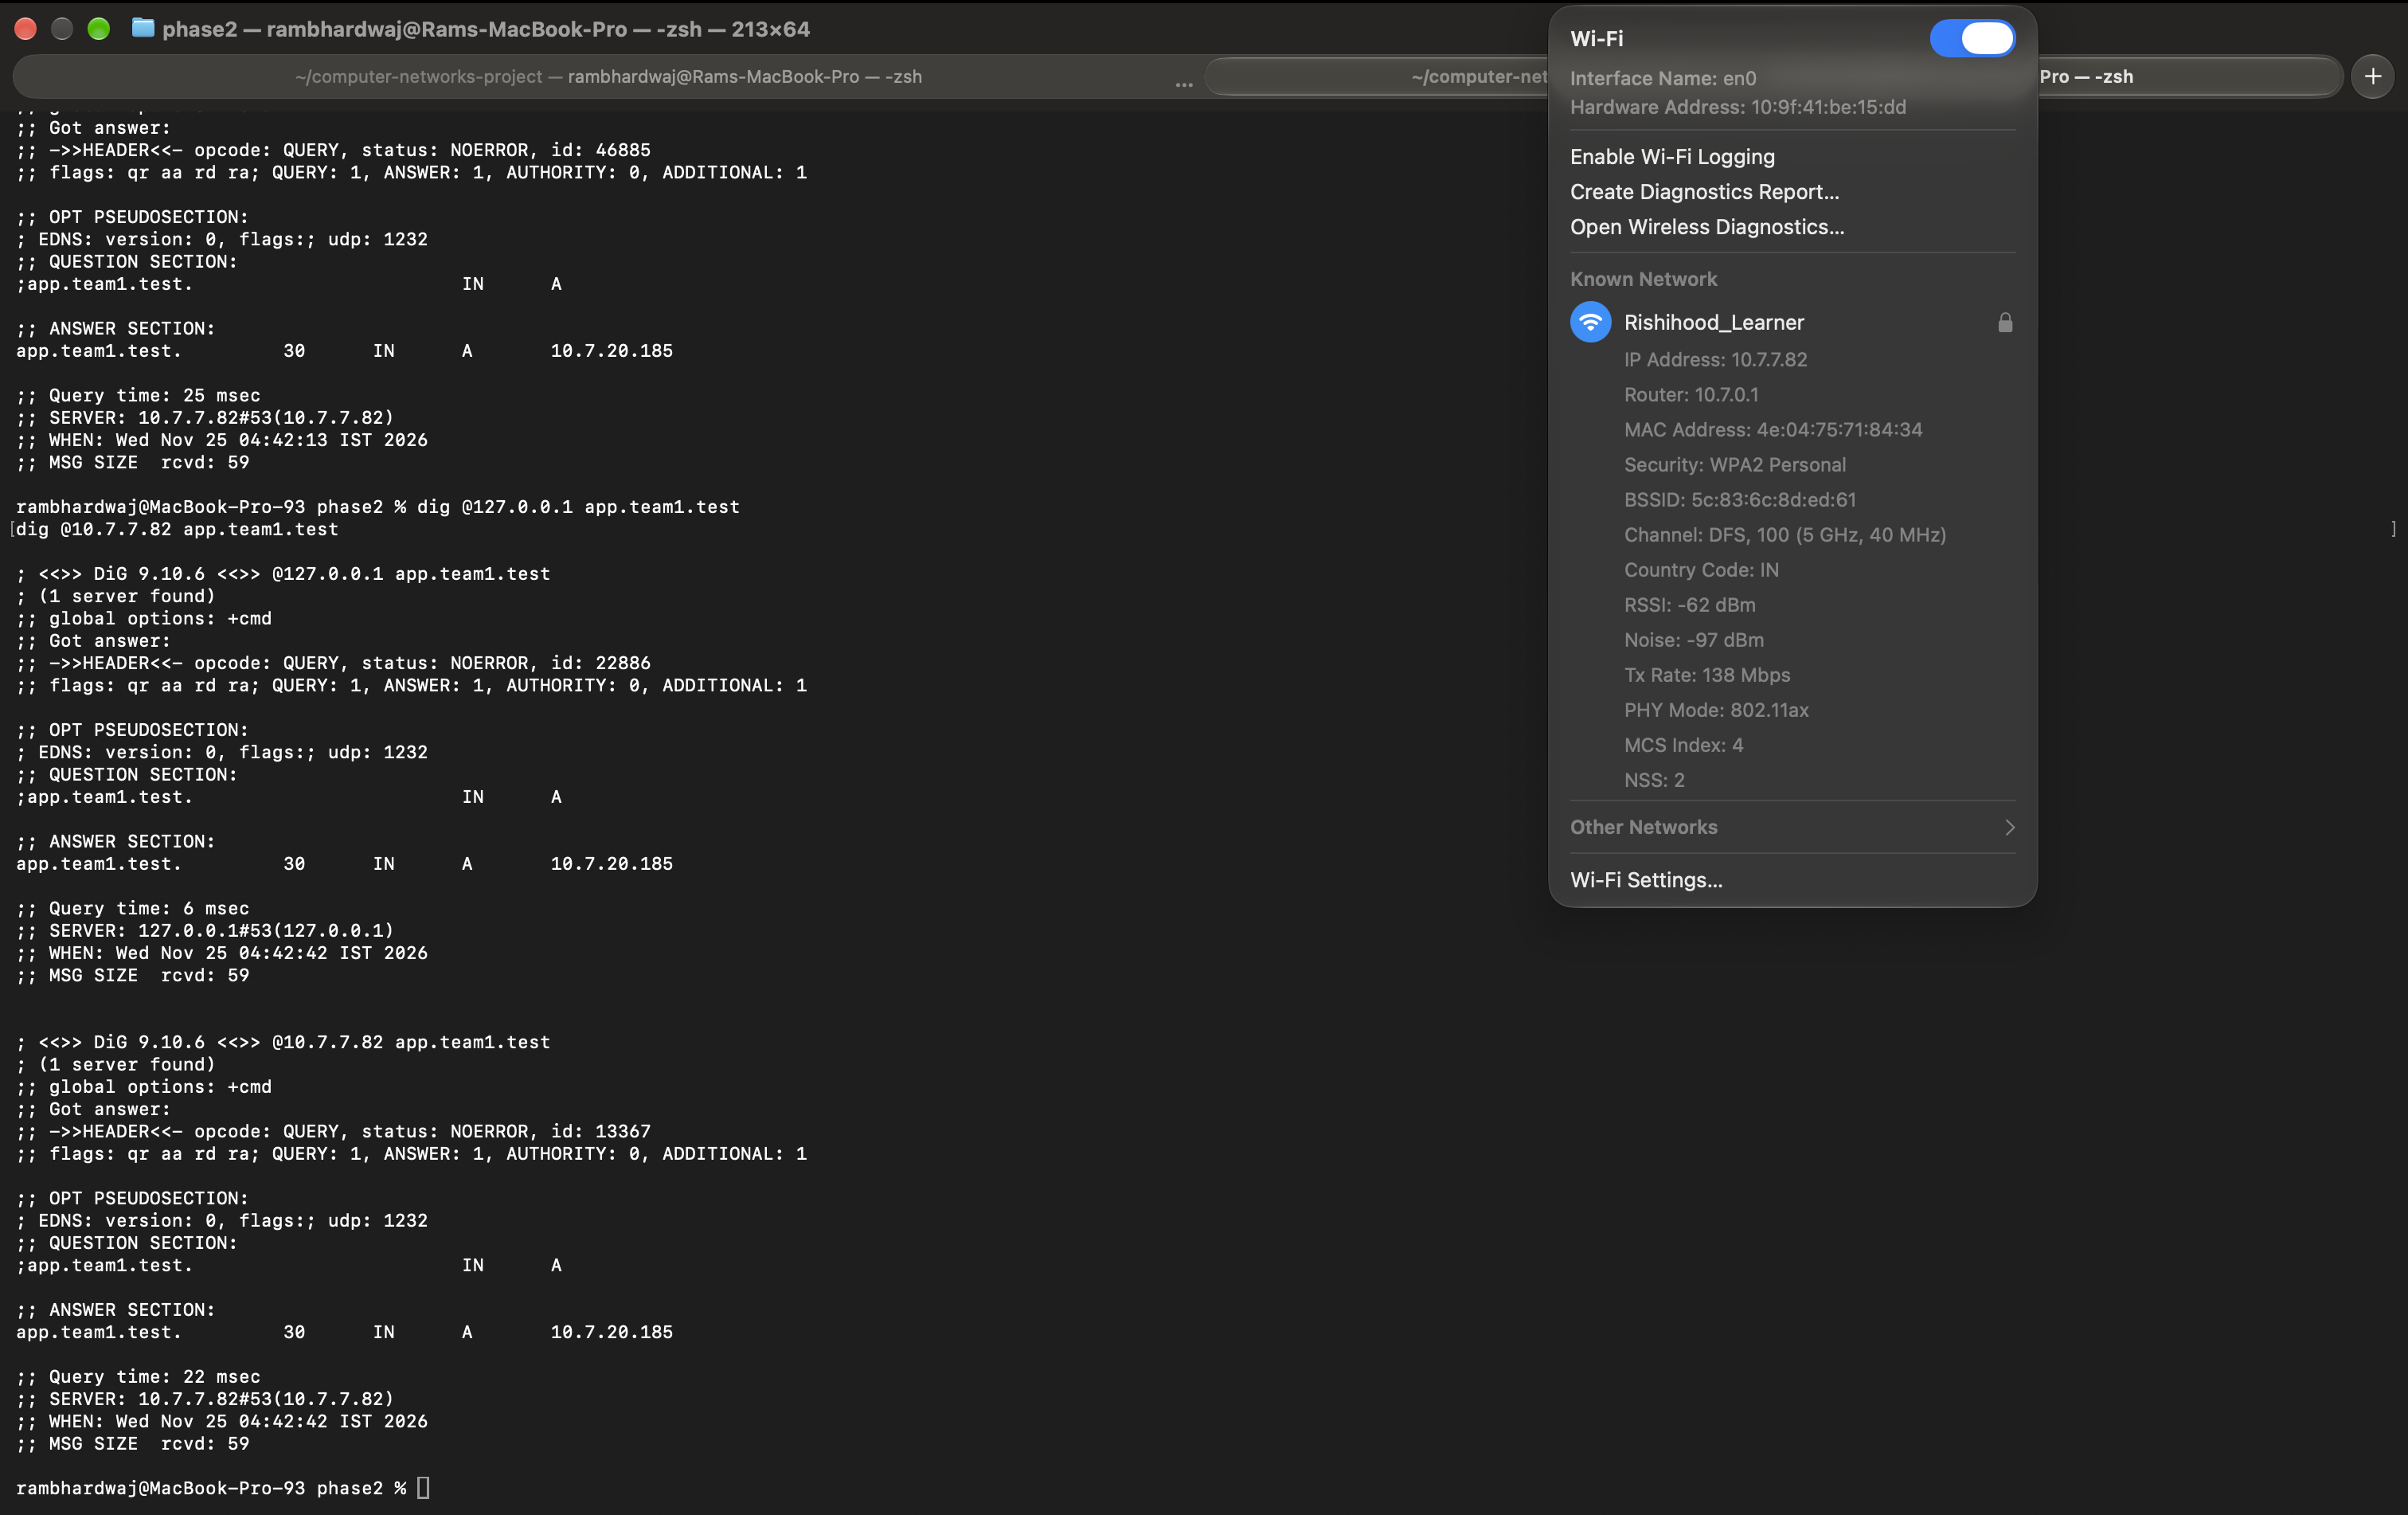 phase2 — rambhardwaj@Rams-MacBook-Pro — -zsh — 213×64
~/computer-networks-project — rambhardwaj@Rams-MacBook-Pro — -zsh
...
~/computer-net
Pro — -zsh
+
;; Got answer:
;; ->>HEADER<<- opcode: QUERY, status: NOERROR, id: 46885
;; flags: qr aa rd ra; QUERY: 1, ANSWER: 1, AUTHORITY: 0, ADDITIONAL: 1
;; OPT PSEUDOSECTION:
; EDNS: version: 0, flags:; udp: 1232
;; QUESTION SECTION:
;app.team1.test. IN A
;; ANSWER SECTION:
app.team1.test. 30 IN A 10.7.20.185
;; Query time: 25 msec
;; SERVER: 10.7.7.82#53(10.7.7.82)
;; WHEN: Wed Nov 25 04:42:13 IST 2026
;; MSG SIZE rcvd: 59
rambhardwaj@MacBook-Pro-93 phase2 % dig @127.0.0.1 app.team1.test
[dig @10.7.7.82 app.team1.test ]
; <<>> DiG 9.10.6 <<>> @127.0.0.1 app.team1.test
; (1 server found)
;; global options: +cmd
;; Got answer:
;; ->>HEADER<<- opcode: QUERY, status: NOERROR, id: 22886
;; flags: qr aa rd ra; QUERY: 1, ANSWER: 1, AUTHORITY: 0, ADDITIONAL: 1
;; OPT PSEUDOSECTION:
; EDNS: version: 0, flags:; udp: 1232
;; QUESTION SECTION:
;app.team1.test. IN A
;; ANSWER SECTION:
app.team1.test. 30 IN A 10.7.20.185
;; Query time: 6 msec
;; SERVER: 127.0.0.1#53(127.0.0.1)
;; WHEN: Wed Nov 25 04:42:42 IST 2026
;; MSG SIZE rcvd: 59
; <<>> DiG 9.10.6 <<>> @10.7.7.82 app.team1.test
; (1 server found)
;; global options: +cmd
;; Got answer:
;; ->>HEADER<<- opcode: QUERY, status: NOERROR, id: 13367
;; flags: qr aa rd ra; QUERY: 1, ANSWER: 1, AUTHORITY: 0, ADDITIONAL: 1
;; OPT PSEUDOSECTION:
; EDNS: version: 0, flags:; udp: 1232
;; QUESTION SECTION:
;app.team1.test. IN A
;; ANSWER SECTION:
app.team1.test. 30 IN A 10.7.20.185
;; Query time: 22 msec
;; SERVER: 10.7.7.82#53(10.7.7.82)
;; WHEN: Wed Nov 25 04:42:42 IST 2026
;; MSG SIZE rcvd: 59
rambhardwaj@MacBook-Pro-93 phase2 %
Wi-Fi
Interface Name: en0
Hardware Address: 10:9f:41:be:15:dd
Enable Wi-Fi Logging
Create Diagnostics Report...
Open Wireless Diagnostics...
Known Network
Rishihood_Learner
IP Address: 10.7.7.82
Router: 10.7.0.1
MAC Address: 4e:04:75:71:84:34
Security: WPA2 Personal
BSSID: 5c:83:6c:8d:ed:61
Channel: DFS, 100 (5 GHz, 40 MHz)
Country Code: IN
RSSI: -62 dBm
Noise: -97 dBm
Tx Rate: 138 Mbps
PHY Mode: 802.11ax
MCS Index: 4
NSS: 2
Other Networks
Wi-Fi Settings...